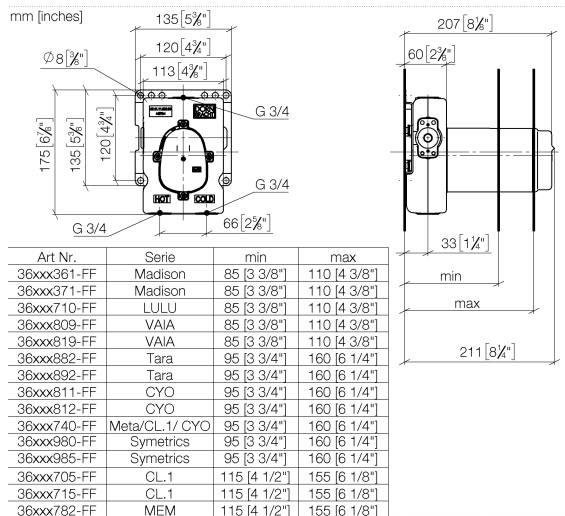 mm [inches]
135 [5⅜"]
120 [4¾"]
113 [4⅜"]
Ø 8 [⅜"]
175 [6⅞"]
135 [5⅜"]
120 [4¾"]
G 3/4
G 3/4
G 3/4
HOT
COLD
66 [2⅝"]
207 [8⅛"]
60 [2⅜"]
33 [1¼"]
min
max
211 [8¼"]
Art Nr. Serie min max
36xxx361-FF Madison 85 [3 3/8"] 110 [4 3/8"]
36xxx371-FF Madison 85 [3 3/8"] 110 [4 3/8"]
36xxx710-FF LULU 85 [3 3/8"] 110 [4 3/8"]
36xxx809-FF VAIA 85 [3 3/8"] 110 [4 3/8"]
36xxx819-FF VAIA 85 [3 3/8"] 110 [4 3/8"]
36xxx882-FF Tara 95 [3 3/4"] 160 [6 1/4"]
36xxx892-FF Tara 95 [3 3/4"] 160 [6 1/4"]
36xxx811-FF CYO 95 [3 3/4"] 160 [6 1/4"]
36xxx812-FF CYO 95 [3 3/4"] 160 [6 1/4"]
36xxx740-FF Meta/CL.1/ CYO 95 [3 3/4"] 160 [6 1/4"]
36xxx980-FF Symetrics 95 [3 3/4"] 160 [6 1/4"]
36xxx985-FF Symetrics 95 [3 3/4"] 160 [6 1/4"]
36xxx705-FF CL.1 115 [4 1/2"] 155 [6 1/8"]
36xxx715-FF CL.1 115 [4 1/2"] 155 [6 1/8"]
36xxx782-FF MEM 115 [4 1/2"] 155 [6 1/8"]